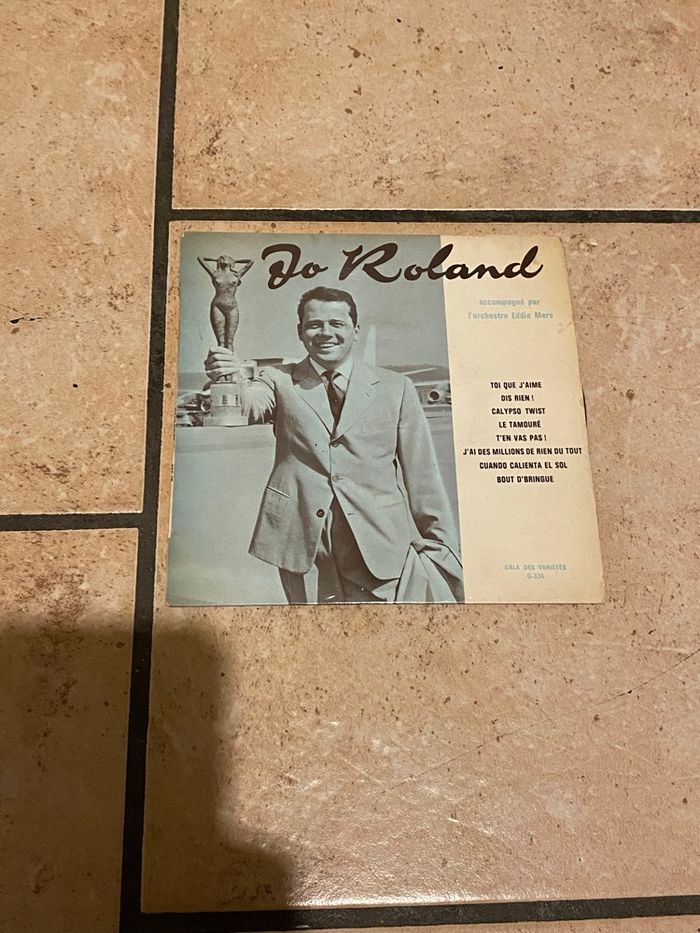 Jo Roland
accompagné par
l'orchestre Eddie Mers
TOI QUE J'AIME
DIS RIEN !
CALYPSO TWIST
LE TAMOURÉ
T'EN VAS PAS !
J'AI DES MILLIONS DE RIEN DU TOUT
CUANDO CALIENTA EL SOL
BOUT D'BRINGUE
GALA DES VARIÉTÉS
G-334